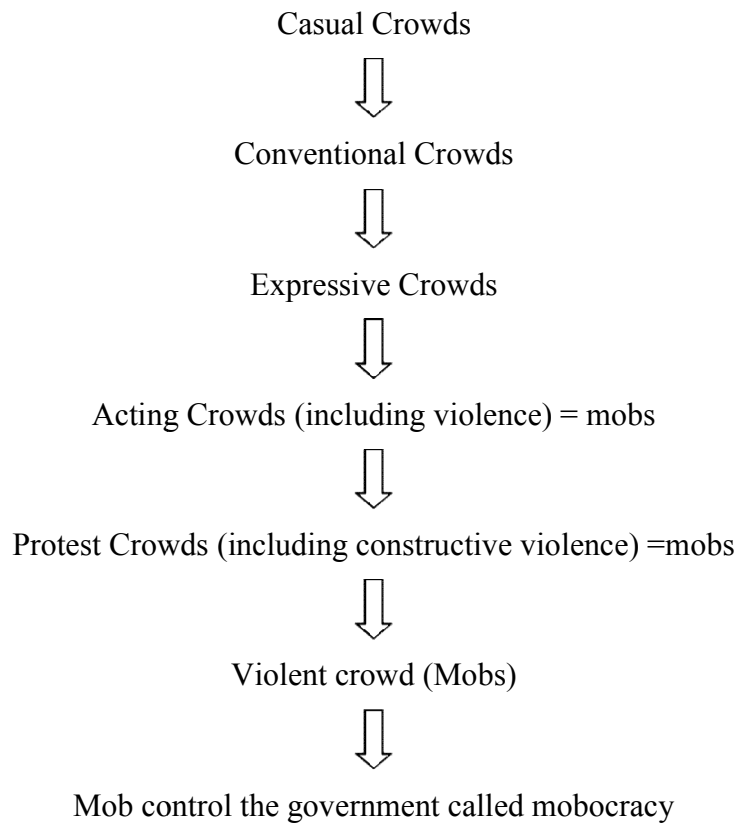 Casual Crowds
Conventional Crowds
Expressive Crowds
Acting Crowds (including violence) = mobs
Protest Crowds (including constructive violence) =mobs
Violent crowd (Mobs)
Mob control the government called mobocracy